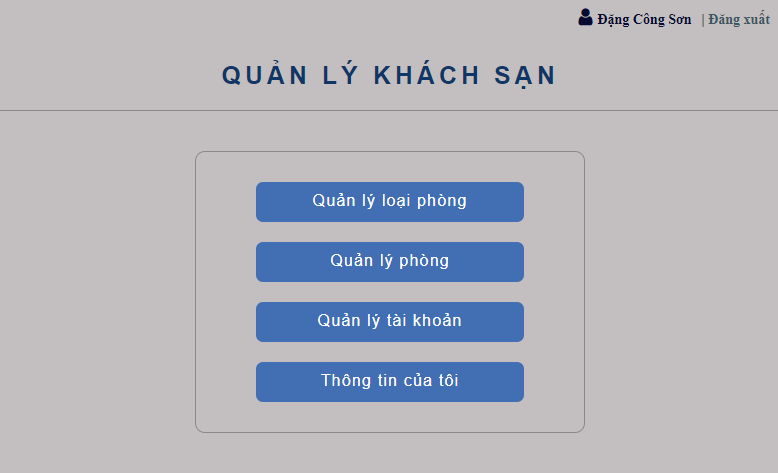 Đặng Công Sơn | Đăng xuất
QUẢN LÝ KHÁCH SẠN
Quản lý loại phòng
Quản lý phòng
Quản lý tài khoản
Thông tin của tôi